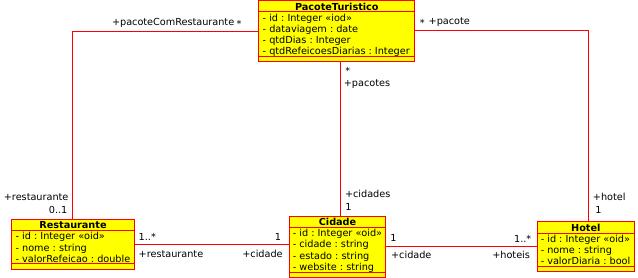 PacoteTuristico
- id : Integer «iod»
- dataviagem : date
- qtdDias : Integer
- qtdRefeicoesDiarias : Integer
+pacoteComRestaurante *
* +pacote
*
+pacotes
+restaurante
0..1
+cidades
1
+hotel
1
Restaurante
- id : Integer «oid»
- nome : string
- valorRefeicao : double
1..*
+restaurante
1
+cidade
Cidade
- id : Integer «oid»
- cidade : string
- estado : string
- website : string
1
+cidade
1..*
+hoteis
Hotel
- id : Integer «oid»
- nome : string
- valorDiaria : bool